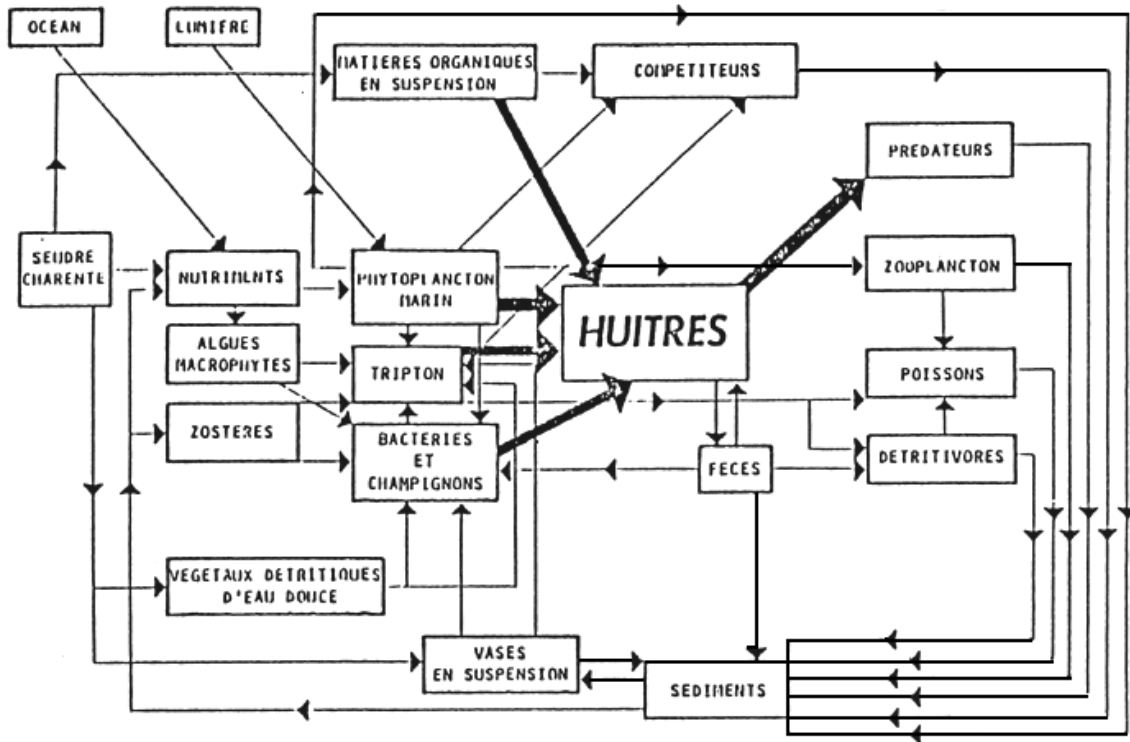 OCEAN
LUMIERE
MATIERES ORGANIQUES
EN SUSPENSION
COMPETITEURS
PREDATEURS
SEUDRE
CHARENTE
NUTRIMENTS
PHYTOPLANCTON
MARIN
ZOOPLANCTON
HUITRES
ALGUES
MACROPHYTES
TRIPTON
POISSONS
ZOSTERES
BACTERIES
ET
CHAMPIGNONS
FECES
DETRITIVORES
VEGETAUX DETRITIQUES
D'EAU DOUCE
VASES
EN SUSPENSION
SEDIMENTS